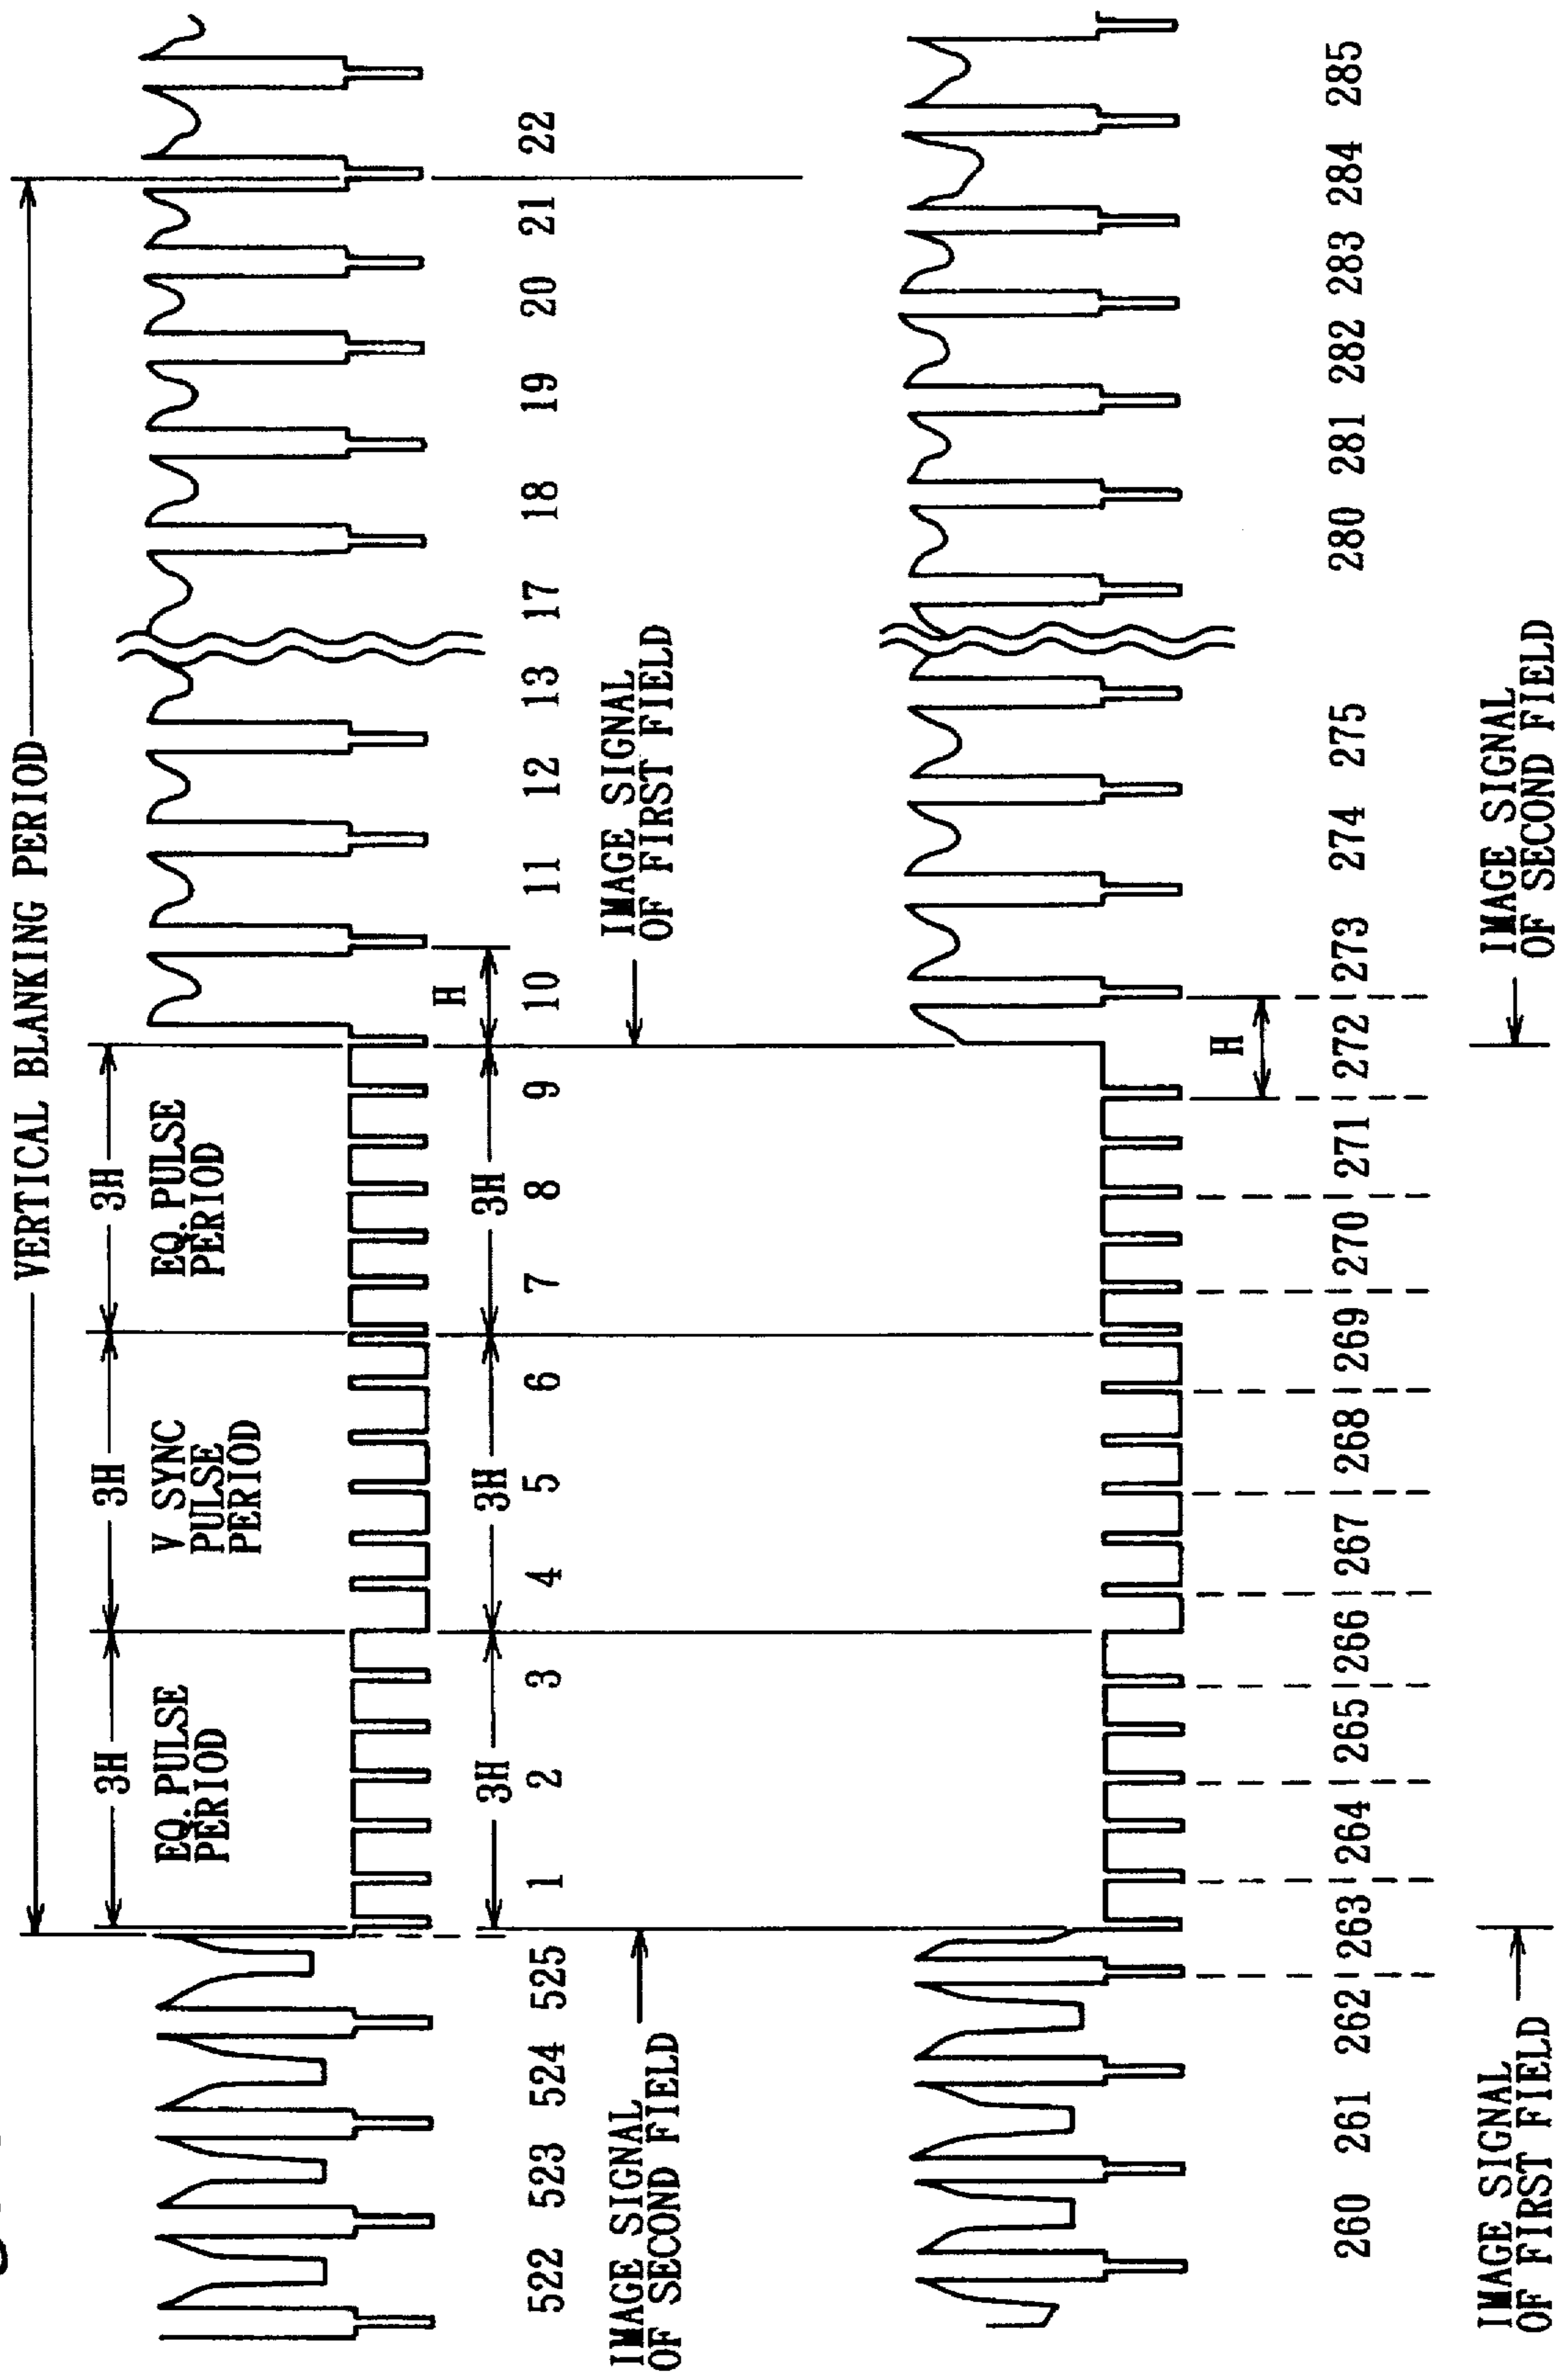 VERTICAL BLANKING PERIOD
3H 3H 3H
EQ. PULSE
PERIOD
V SYNC
PULSE
PERIOD
EQ. PULSE
PERIOD
3H 3H 3H H
522 523 524 525 1 2 3 4 5 6 7 8 9 10 11 12 13 17 18 19 20 21 22
IMAGE SIGNAL
OF SECOND FIELD
IMAGE SIGNAL
OF FIRST FIELD
H
260 261 262 263 264 265 266 267 268 269 270 271 272 273 274 275 280 281 282 283 284 285
IMAGE SIGNAL
OF FIRST FIELD
IMAGE SIGNAL
OF SECOND FIELD